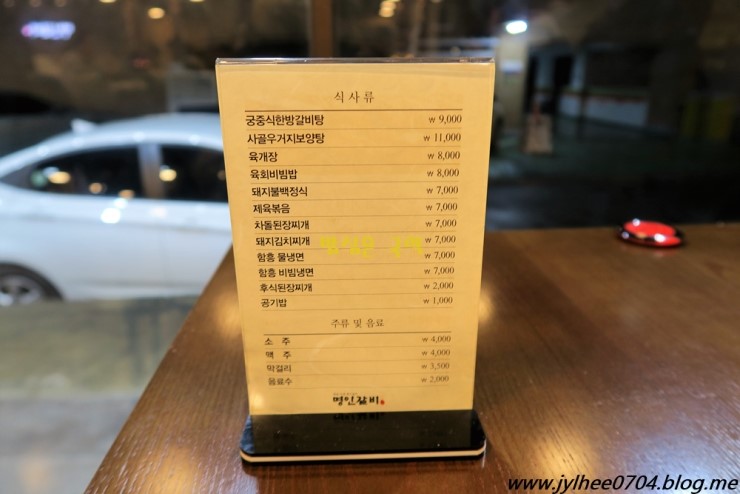 식사류
궁중식한방갈비탕 ₩ 9,000
사골우거지보양탕 ₩ 11,000
육개장 ₩ 8,000
육회비빔밥 ₩ 8,000
돼지불백정식 ₩ 7,000
제육볶음 ₩ 7,000
차돌된장찌개 ₩ 7,000
돼지김치찌개 ₩ 7,000
함흥 물냉면 ₩ 7,000
함흥 비빔냉면 ₩ 7,000
후식된장찌개 ₩ 2,000
공기밥 ₩ 1,000
주류 및 음료
소 주 ₩ 4,000
맥 주 ₩ 4,000
막걸리 ₩ 3,500
음료수 ₩ 2,000
명인갈비
www.jylhee0704.blog.me